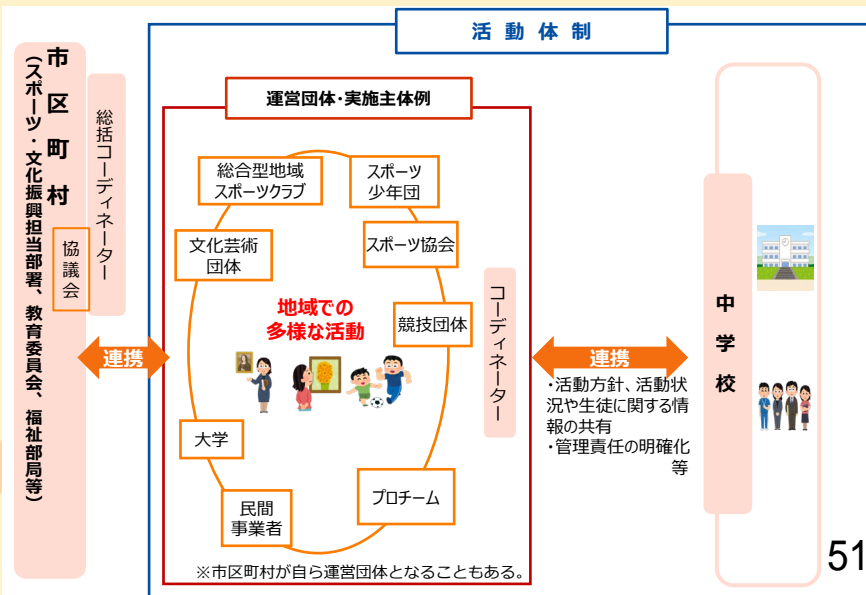 活動体制
市区町村
（スポーツ・文化振興担当部署、教育委員会、福祉部局等）
協議会
総括コーディネーター
連携
運営団体・実施主体例
総合型地域
スポーツクラブ
スポーツ
少年団
文化芸術
団体
スポーツ協会
地域での
多様な活動
競技団体
大学
民間
事業者
プロチーム
コーディネーター
※市区町村が自ら運営団体となることもある。
連携
・活動方針、活動状
況や生徒に関する情
報の共有
・管理責任の明確化
等
中学校
51